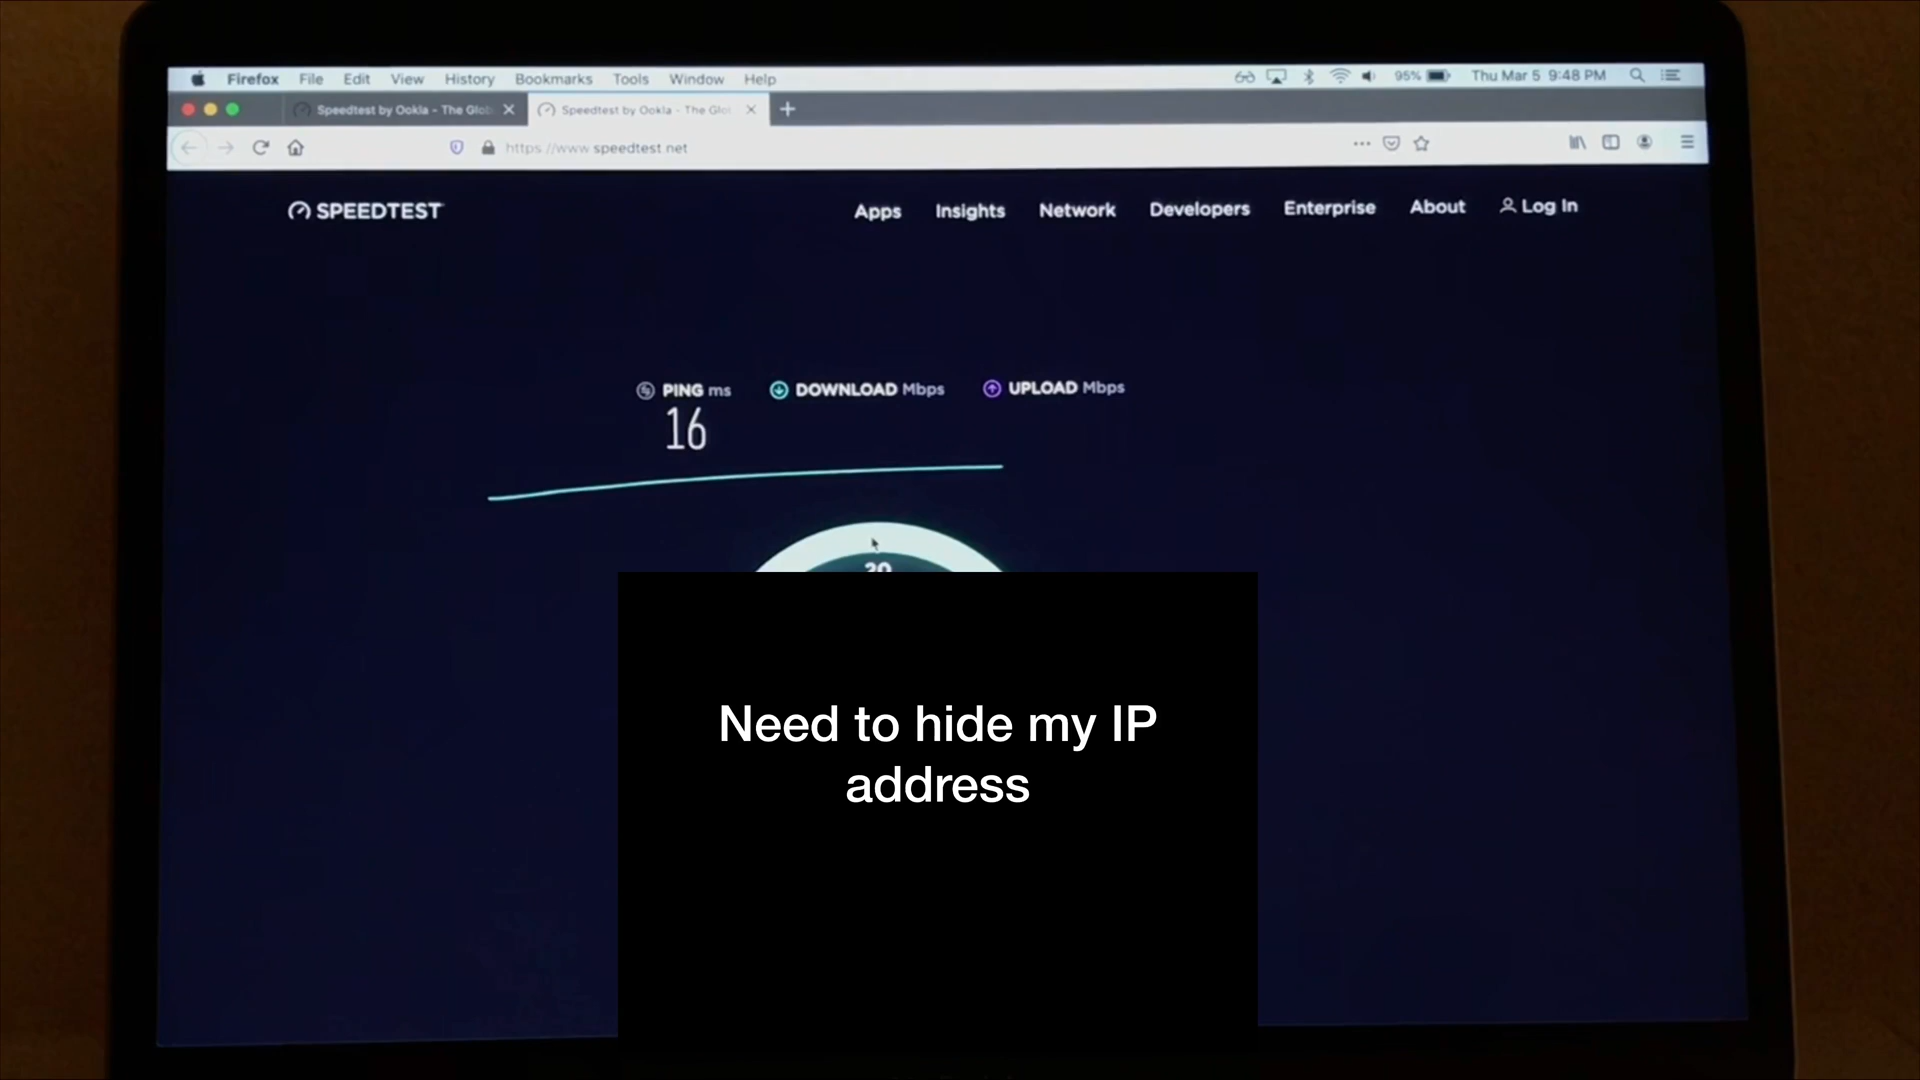 Firefox File Edit View History Bookmarks Tools Window Help 95% Thu Mar 5 9:48 PM
Speedtest by Ookla - The Glob Speedtest by Ookla - The Glo
https://www.speedtest.net
SPEEDTEST Apps Insights Network Developers Enterprise About Log In
PING ms DOWNLOAD Mbps UPLOAD Mbps
16
20
Need to hide my IP
address